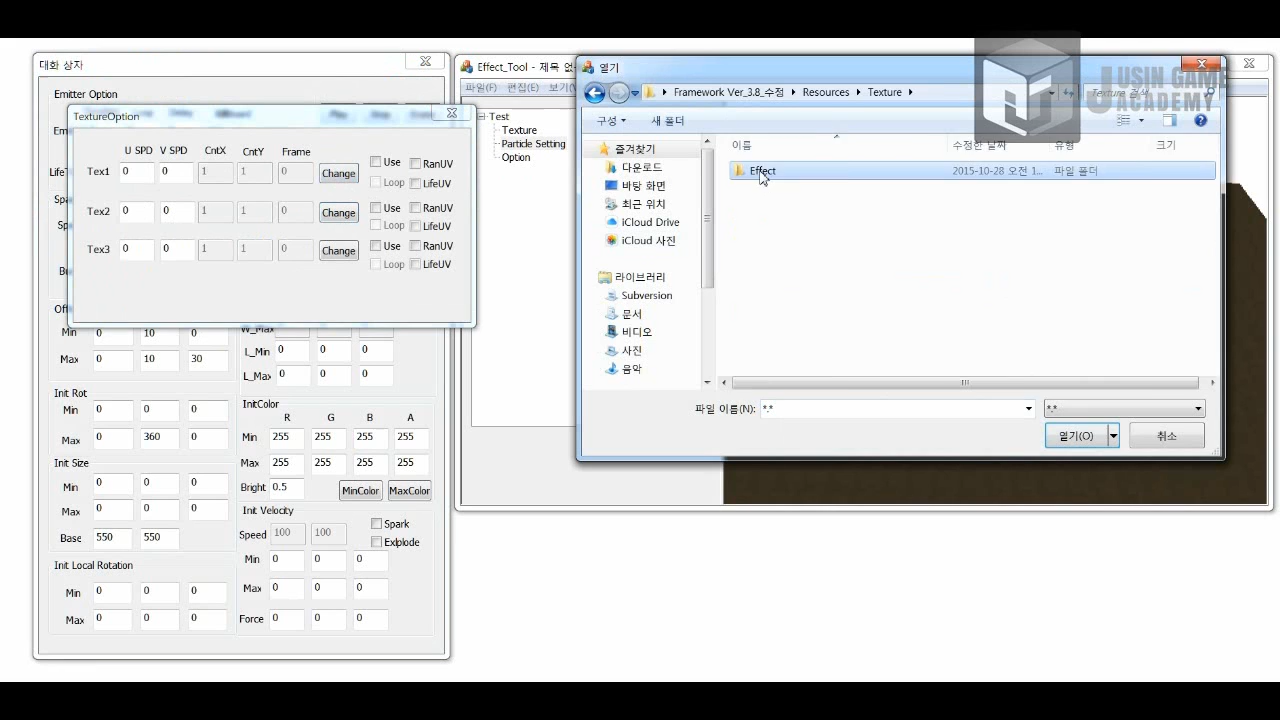 대화 상자
Emitter Option
TextureOption
U SPD V SPD CntX CntY Frame
Tex1 0 0 1 1 0 Change Use RanUV
Loop LifeUV
Tex2 0 0 1 1 0 Change Use RanUV
Loop LifeUV
Tex3 0 0 1 1 0 Change Use RanUV
Loop LifeUV
Min 0 10 0
Max 0 10 30
W_Max
L_Min 0 0 0
L_Max 0 0 0
Init Rot
Min 0 0 0
Max 0 360 0
InitColor
R G B A
Min 255 255 255 255
Max 255 255 255 255
Bright 0.5 MinColor MaxColor
Init Size
Min 0 0 0
Max 0 0 0
Base 550 550
Init Velocity
Speed 100 100 Spark
Exlplode
Min 0 0 0
Max 0 0 0
Force 0 0 0
Init Local Rotation
Min 0 0 0
Max 0 0 0
Effect_Tool - 제목 없
파일(F) 편집(E) 보기(V
Test
Texture
Particle Setting
Option
열기
Framework Ver_3.8_수정 Resources Texture
구성 새 폴더
즐겨찾기
다운로드
바탕 화면
최근 위치
iCloud Drive
iCloud 사진
라이브러리
Subversion
문서
비디오
사진
음악
이름 수정한 날짜 유형 크기
Effect 2015-10-28 오전 1... 파일 폴더
파일 이름(N): *.* *.*
열기(O) 취소
JUSIN GAME
ACADEMY